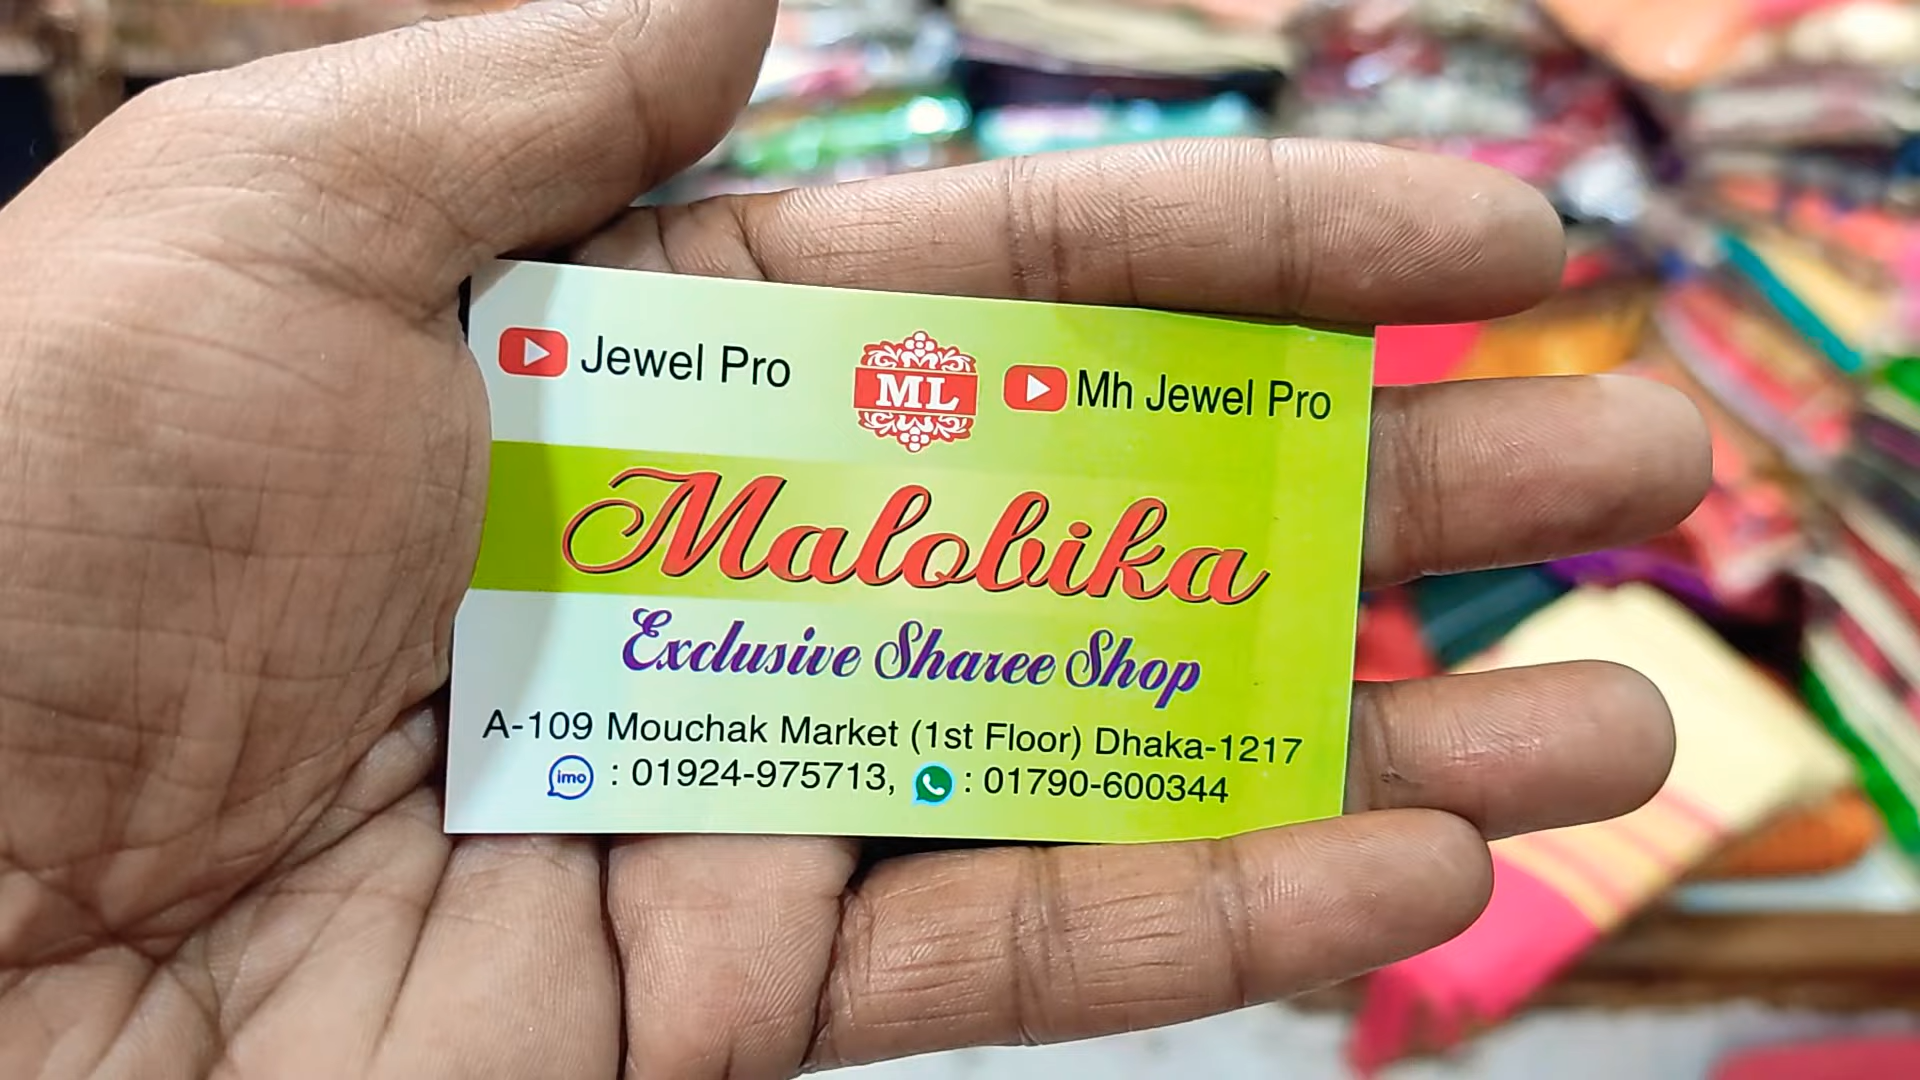 Jewel Pro ML Mh Jewel Pro
Malobika
Exclusive Sharee Shop
A-109 Mouchak Market (1st Floor) Dhaka-1217
imo : 01924-975713, : 01790-600344